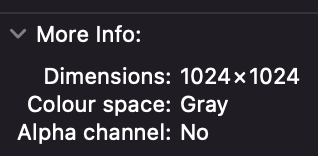 More Info:
Dimensions: 1024×1024
Colour space: Gray
Alpha channel: No